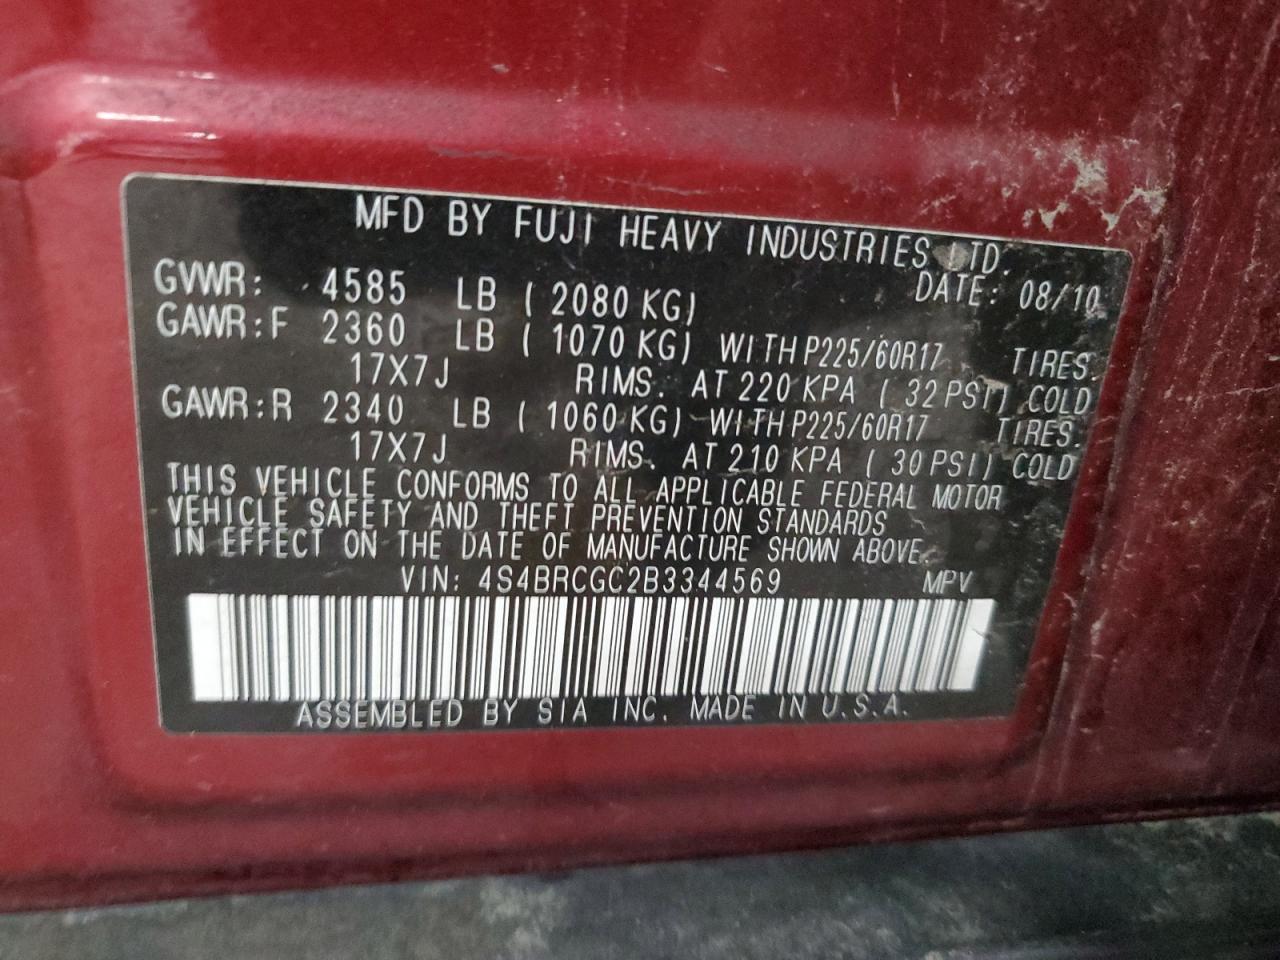 MFD BY FUJI HEAVY INDUSTRIES LTD.
DATE: 08/10
GVWR: 4585 LB ( 2080 KG)
GAWR:F 2360 LB ( 1070 KG) WITH P225/60R17 TIRES.
17X7J RIMS. AT 220 KPA ( 32 PSI) COLD
GAWR:R 2340 LB ( 1060 KG) WITH P225/60R17 TIRES.
17X7J RIMS. AT 210 KPA ( 30 PSI) COLD
THIS VEHICLE CONFORMS TO ALL APPLICABLE FEDERAL MOTOR
VEHICLE SAFETY AND THEFT PREVENTION STANDARDS
IN EFFECT ON THE DATE OF MANUFACTURE SHOWN ABOVE.
VIN: 4S4BRCGC2B3344569 MPV
ASSEMBLED BY SIA INC. MADE IN U.S.A.